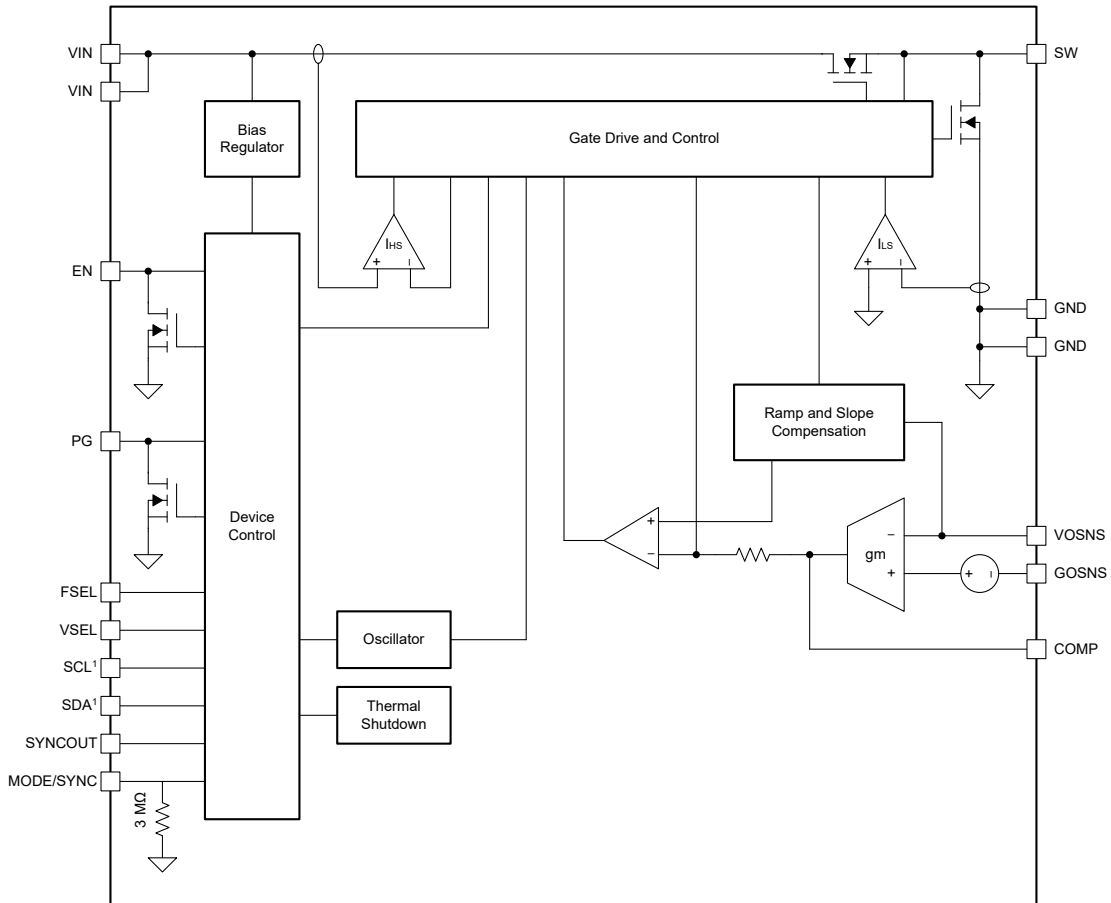 VIN
SW
VIN
Bias
Regulator
Gate Drive and Control
IHS
+
−
ILS
+
−
EN
GND
GND
Ramp and Slope
Compensation
PG
Device
Control
+
−
gm
−
+
+
−
VOSNS
GOSNS
FSEL
VSEL
Oscillator
COMP
SCL¹
SDA¹
Thermal
Shutdown
SYNCOUT
MODE/SYNC
3 MΩ